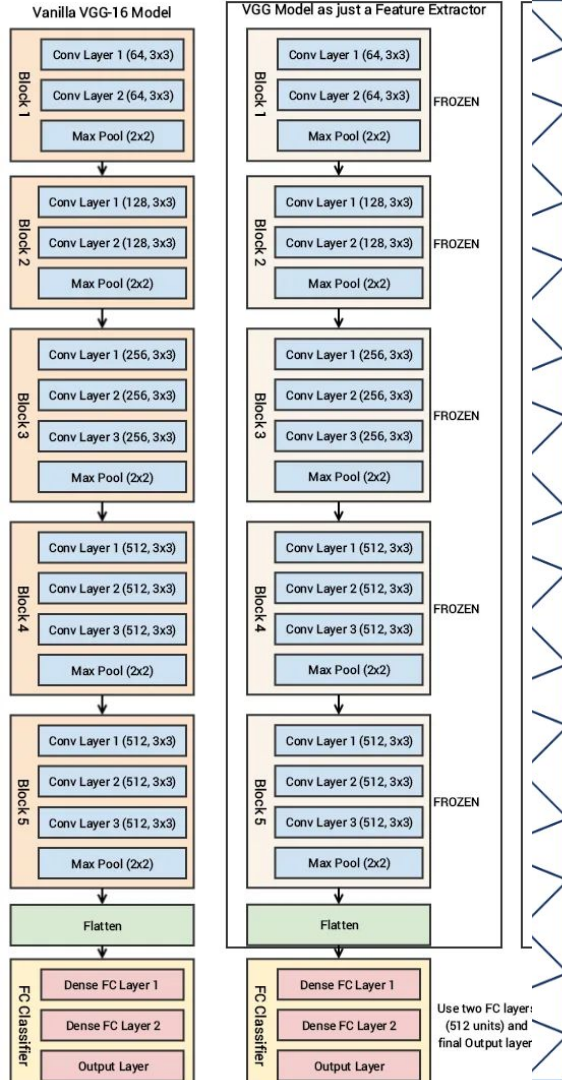 Vanilla VGG-16 Model
Block 1
Conv Layer 1 (64, 3x3)
Conv Layer 2 (64, 3x3)
Max Pool (2x2)
Block 2
Conv Layer 1 (128, 3x3)
Conv Layer 2 (128, 3x3)
Max Pool (2x2)
Block 3
Conv Layer 1 (256, 3x3)
Conv Layer 2 (256, 3x3)
Conv Layer 3 (256, 3x3)
Max Pool (2x2)
Block 4
Conv Layer 1 (512, 3x3)
Conv Layer 2 (512, 3x3)
Conv Layer 3 (512, 3x3)
Max Pool (2x2)
Block 5
Conv Layer 1 (512, 3x3)
Conv Layer 2 (512, 3x3)
Conv Layer 3 (512, 3x3)
Max Pool (2x2)
Flatten
FC Classifier
Dense FC Layer 1
Dense FC Layer 2
Output Layer
VGG Model as just a Feature Extractor
Block 1
Conv Layer 1 (64, 3x3)
Conv Layer 2 (64, 3x3)
Max Pool (2x2)
FROZEN
Block 2
Conv Layer 1 (128, 3x3)
Conv Layer 2 (128, 3x3)
Max Pool (2x2)
FROZEN
Block 3
Conv Layer 1 (256, 3x3)
Conv Layer 2 (256, 3x3)
Conv Layer 3 (256, 3x3)
Max Pool (2x2)
FROZEN
Block 4
Conv Layer 1 (512, 3x3)
Conv Layer 2 (512, 3x3)
Conv Layer 3 (512, 3x3)
Max Pool (2x2)
FROZEN
Block 5
Conv Layer 1 (512, 3x3)
Conv Layer 2 (512, 3x3)
Conv Layer 3 (512, 3x3)
Max Pool (2x2)
FROZEN
Flatten
FC Classifier
Dense FC Layer 1
Dense FC Layer 2
Output Layer
Use two FC layers
(512 units) and
final Output layer